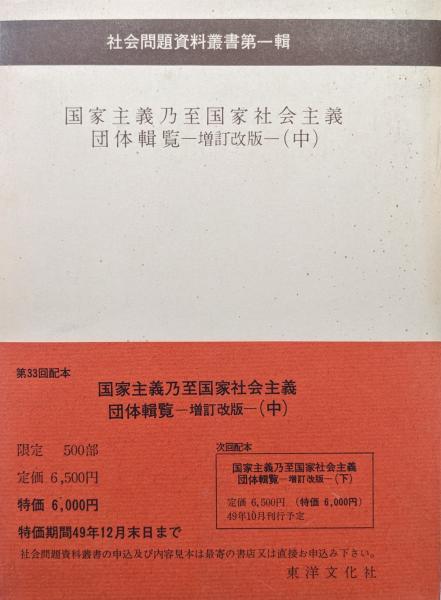 社会問題資料叢書第一輯
国家主義乃至国家社会主義
団体輯覧―増訂改版―(中)
第33回配本
国家主義乃至国家社会主義
団体輯覧―増訂改版―(中)
限定 500部
定価 6,500円
特価 6,000円
特価期間49年12月末日まで
次回配本
国家主義乃至国家社会主義
団体輯覧―増訂改版―(下)
定価 6,500円 (特価 6,000円)
49年10月刊行予定
社会問題資料叢書の申込及び内容見本は最寄の書店又は直接お申込み下さい。
東洋文化社